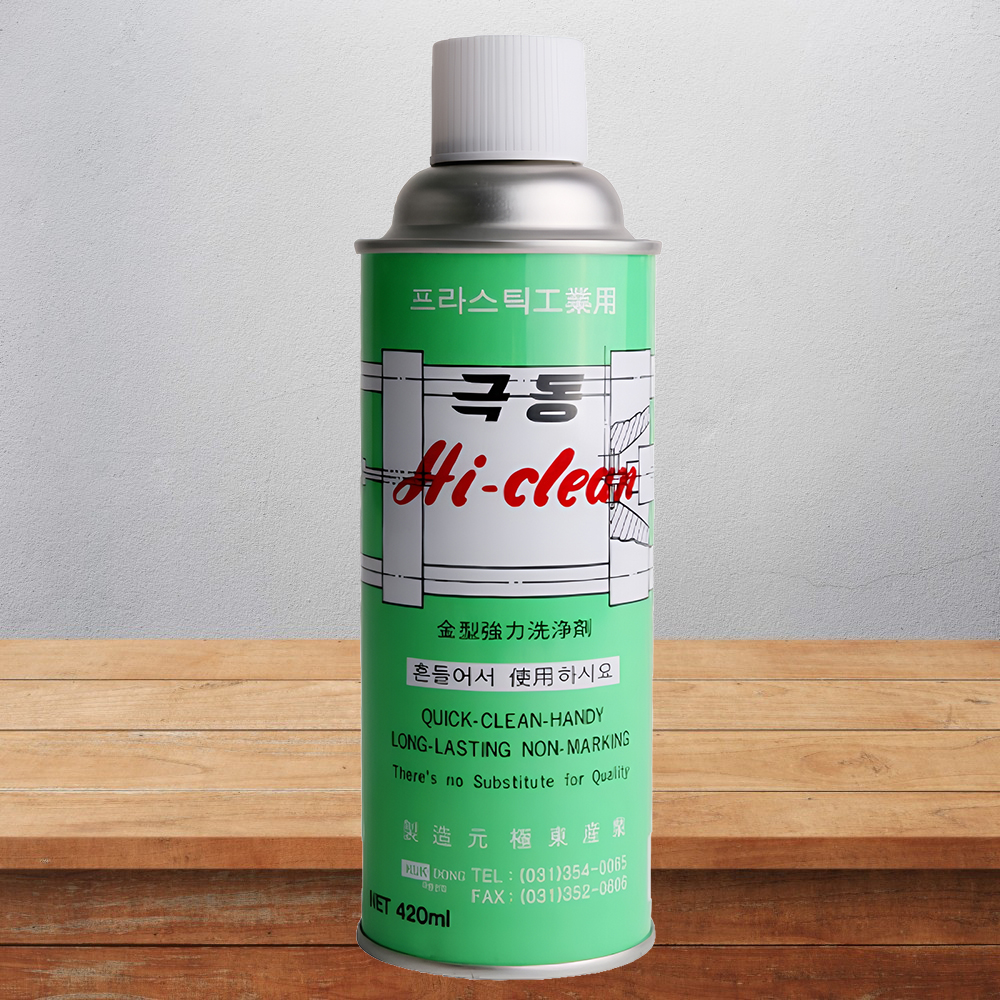 프라스틱工業用
극동
Hi-clean
金型強力洗浄剤
흔들어서 使用하시요
QUICK-CLEAN-HANDY
LONG-LASTING NON-MARKING
There's no Substitute for Quality
製造元 極東産業
DONG TEL : (031)354-0065
FAX : (031)352-0606
NET 420ml